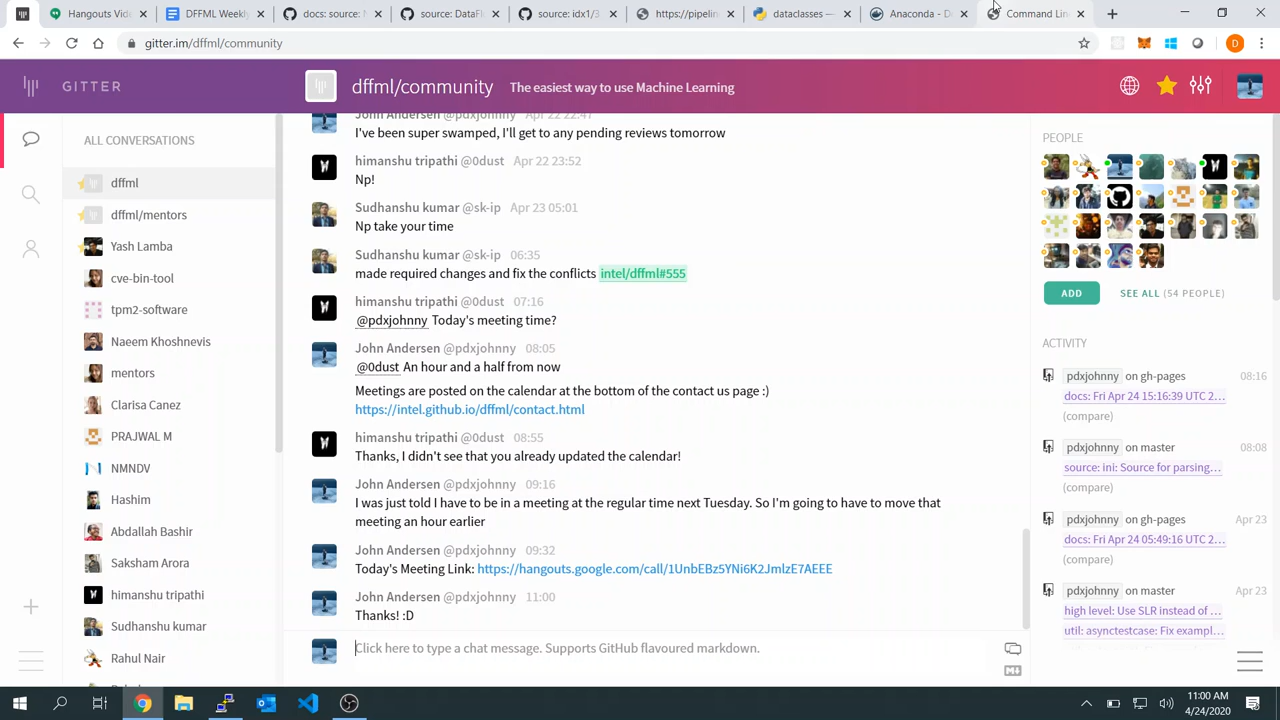 Hangouts Vide
DFFML Weekly
docs: source: N
source: DataFl
source: idx1/3
https://pipelin
dataclasses —
Anaconda - De
Command Lin
gitter.im/dffml/community
D
GITTER
dffml/community
The easiest way to use Machine Learning
ALL CONVERSATIONS
dffml
dffml/mentors
Yash Lamba
cve-bin-tool
tpm2-software
Naeem Khoshnevis
mentors
Clarisa Canez
PRAJWAL M
NMNDV
Hashim
Abdallah Bashir
Saksham Arora
himanshu tripathi
Sudhanshu kumar
Rahul Nair
John Andersen @pdxjohnny Apr 22 22:47
I've been super swamped, I'll get to any pending reviews tomorrow
himanshu tripathi @0dust Apr 22 23:52
Np!
Sudhanshu kumar @sk-ip Apr 23 05:01
Np take your time
Sudhanshu kumar @sk-ip 06:35
made required changes and fix the conflicts intel/dffml#555
himanshu tripathi @0dust 07:16
@pdxjohnny Today's meeting time?
John Andersen @pdxjohnny 08:05
@0dust An hour and a half from now
Meetings are posted on the calendar at the bottom of the contact us page :)
https://intel.github.io/dffml/contact.html
himanshu tripathi @0dust 08:55
Thanks, I didn't see that you already updated the calendar!
John Andersen @pdxjohnny 09:16
I was just told I have to be in a meeting at the regular time next Tuesday. So I'm going to have to move that
meeting an hour earlier
John Andersen @pdxjohnny 09:32
Today's Meeting Link: https://hangouts.google.com/call/1UnbEBz5YNi6K2JmlzE7AEEE
John Andersen @pdxjohnny 11:00
Thanks! :D
Click here to type a chat message. Supports GitHub flavoured markdown.
PEOPLE
ADD
SEE ALL (54 PEOPLE)
ACTIVITY
pdxjohnny on gh-pages 08:16
docs: Fri Apr 24 15:16:39 UTC 2...
(compare)
pdxjohnny on master 08:08
source: ini: Source for parsing...
(compare)
pdxjohnny on gh-pages Apr 23
docs: Fri Apr 24 05:49:16 UTC 2...
(compare)
pdxjohnny on master Apr 23
high level: Use SLR instead of ...
util: asynctestcase: Fix exampl...
11:00 AM
4/24/2020